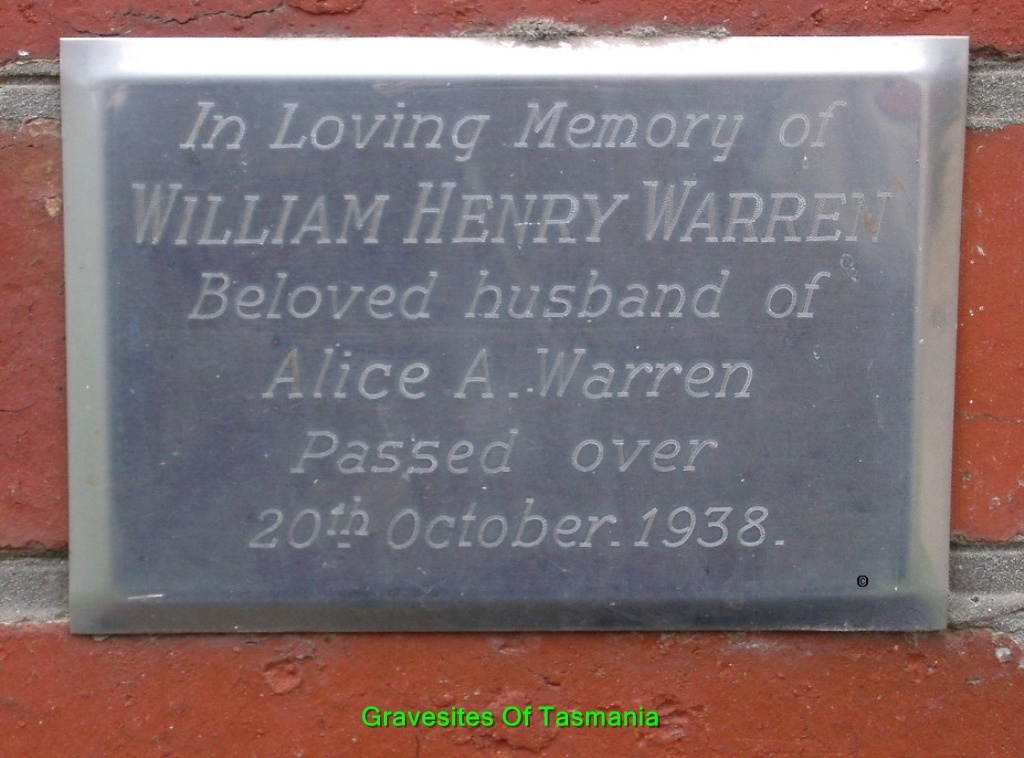 In Loving Memory of
WILLIAM HENRY WARREN
Beloved husband of
Alice A. Warren
Passed over
20th October. 1938.
©
Gravesites Of Tasmania